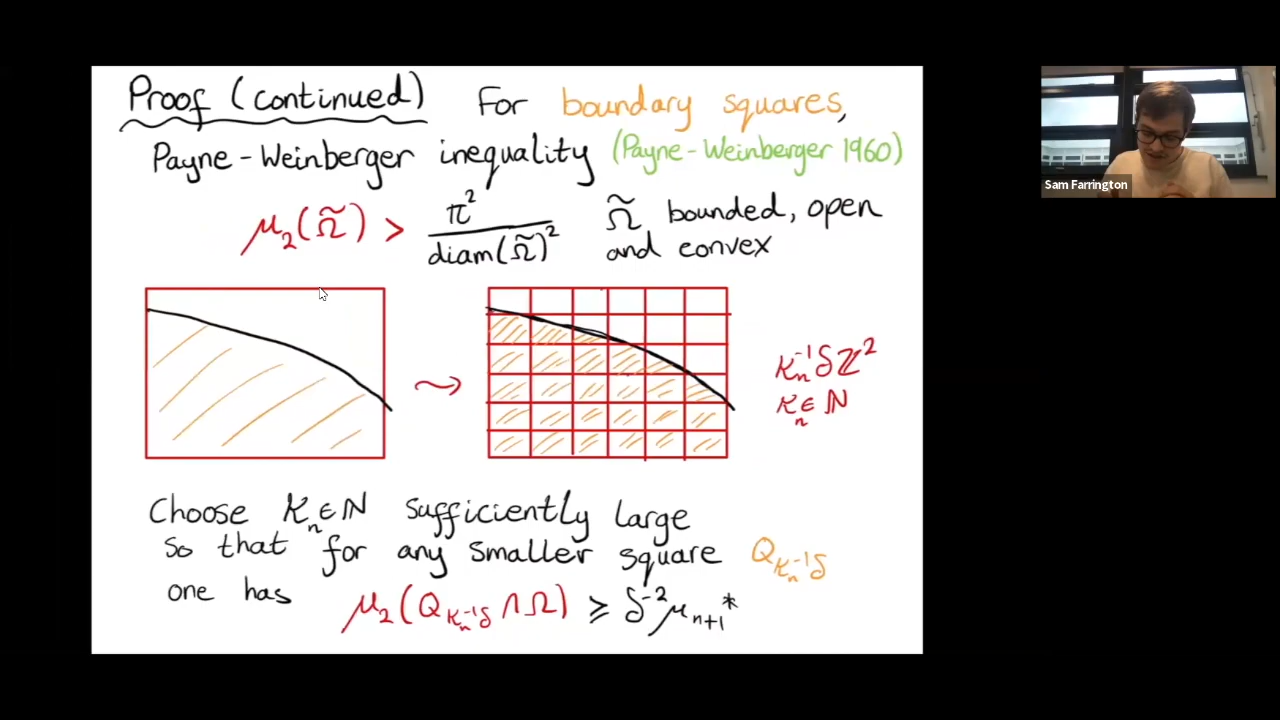 Proof (continued) For boundary squares,
Payne-Weinberger inequality (Payne-Weinberger 1960)
μ₂(Ω̃) > π² / diam(Ω̃)² Ω̃ bounded, open
and convex
κₙ⁻¹δℤ²
κₙ∈ℕ
Choose κₙ∈ℕ sufficiently large
so that for any smaller square Q_{κₙ⁻¹δ}
one has μ₂(Q_{κₙ⁻¹δ} ∩ Ω) ≥ δ⁻²μₙ₊₁*
Sam Farrington